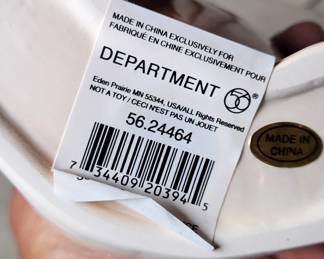 MADE IN CHINA EXCLUSIVELY FOR
FABRIQUÉ EN CHINE EXCLUSIVEMENT POUR
DEPARTMENT 56®
Eden Prairie MN 55344, USA/All Rights Reserved
NOT A TOY / CECI N'EST PAS UN JOUET
56.24464
7 34409 20394 5
MADE IN
CHINA